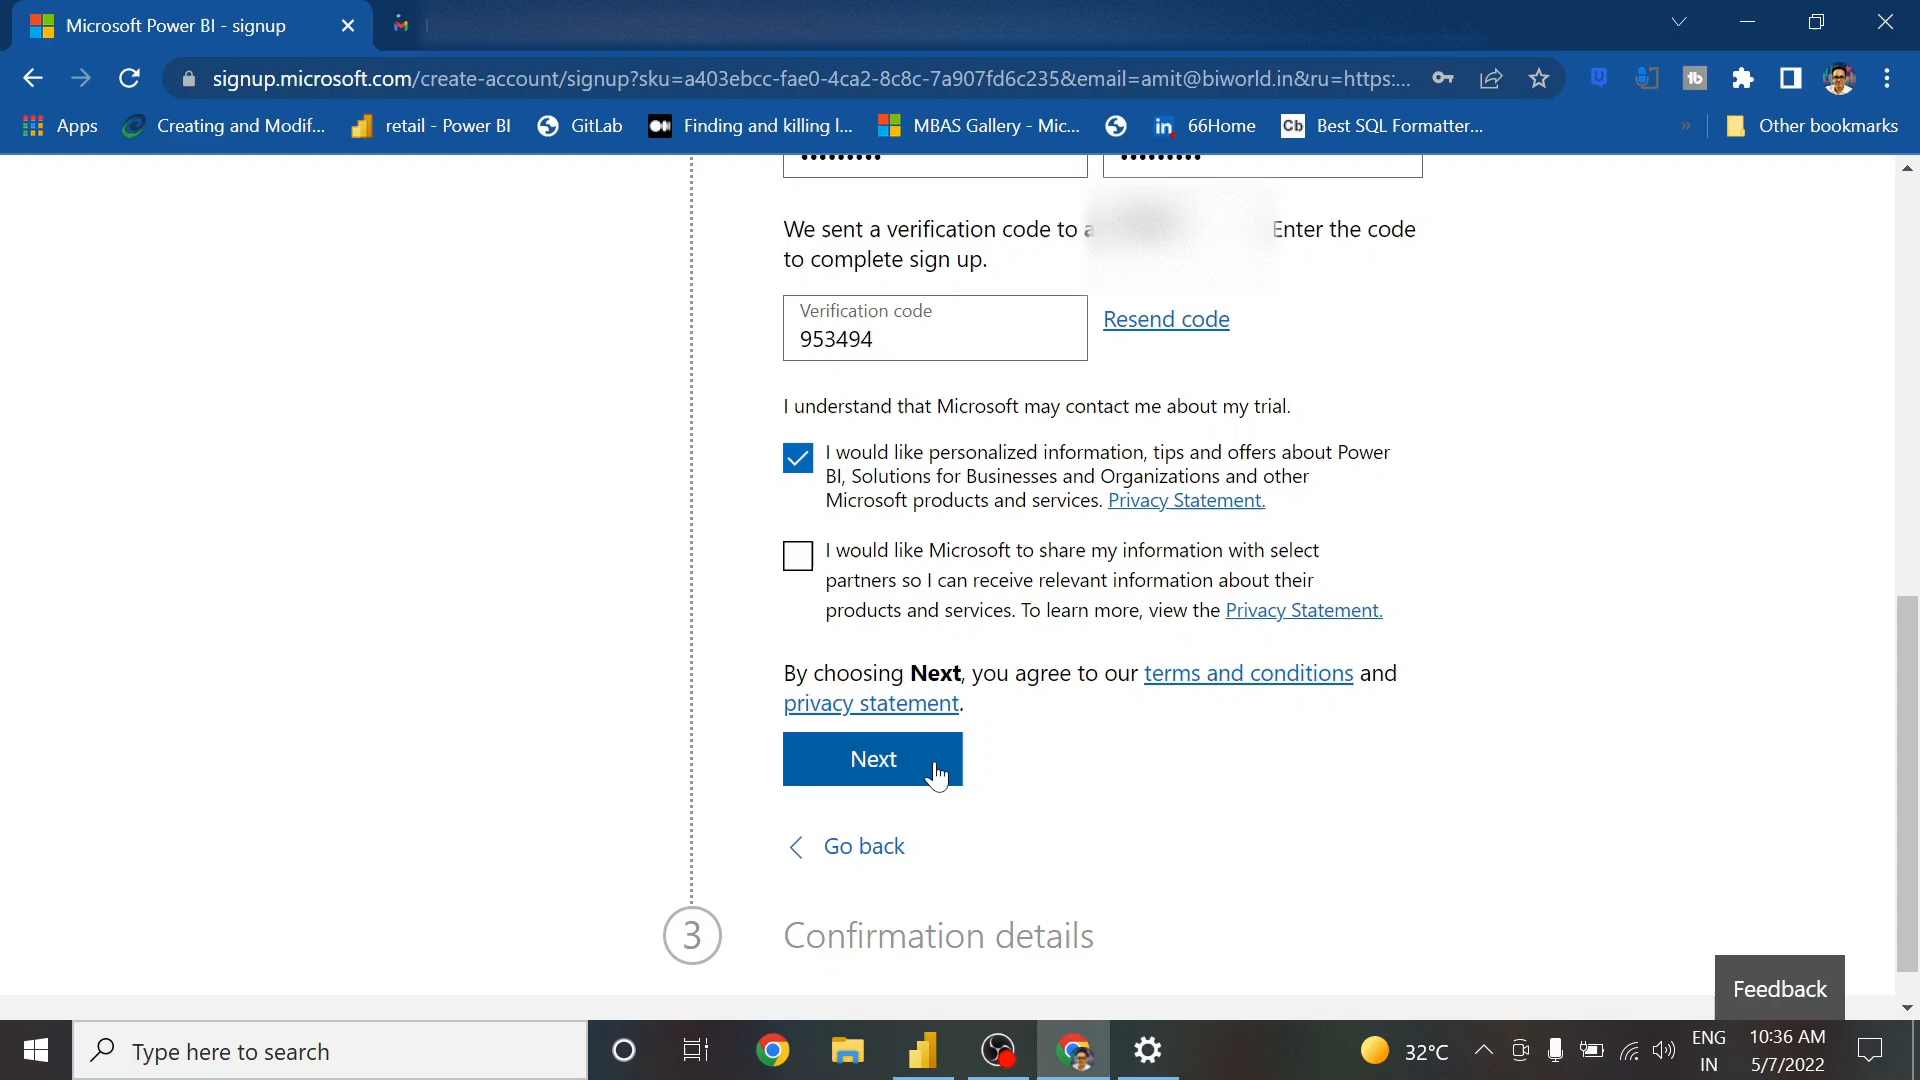 Microsoft Power BI - signup
signup.microsoft.com/create-account/signup?sku=a403ebcc-fae0-4ca2-8c8c-7a907fd6c235&email=amit@biworld.in&ru=https:...
Apps
Creating and Modif...
retail - Power BI
GitLab
Finding and killing l...
MBAS Gallery - Mic...
66Home
Cb Best SQL Formatter...
»
Other bookmarks
We sent a verification code to a Enter the code
to complete sign up.
Verification code
953494
Resend code
I understand that Microsoft may contact me about my trial.
I would like personalized information, tips and offers about Power
BI, Solutions for Businesses and Organizations and other
Microsoft products and services. Privacy Statement.
I would like Microsoft to share my information with select
partners so I can receive relevant information about their
products and services. To learn more, view the Privacy Statement.
By choosing Next, you agree to our terms and conditions and
privacy statement.
Next
Go back
3 Confirmation details
Feedback
Type here to search
32°C
ENG
IN
10:36 AM
5/7/2022